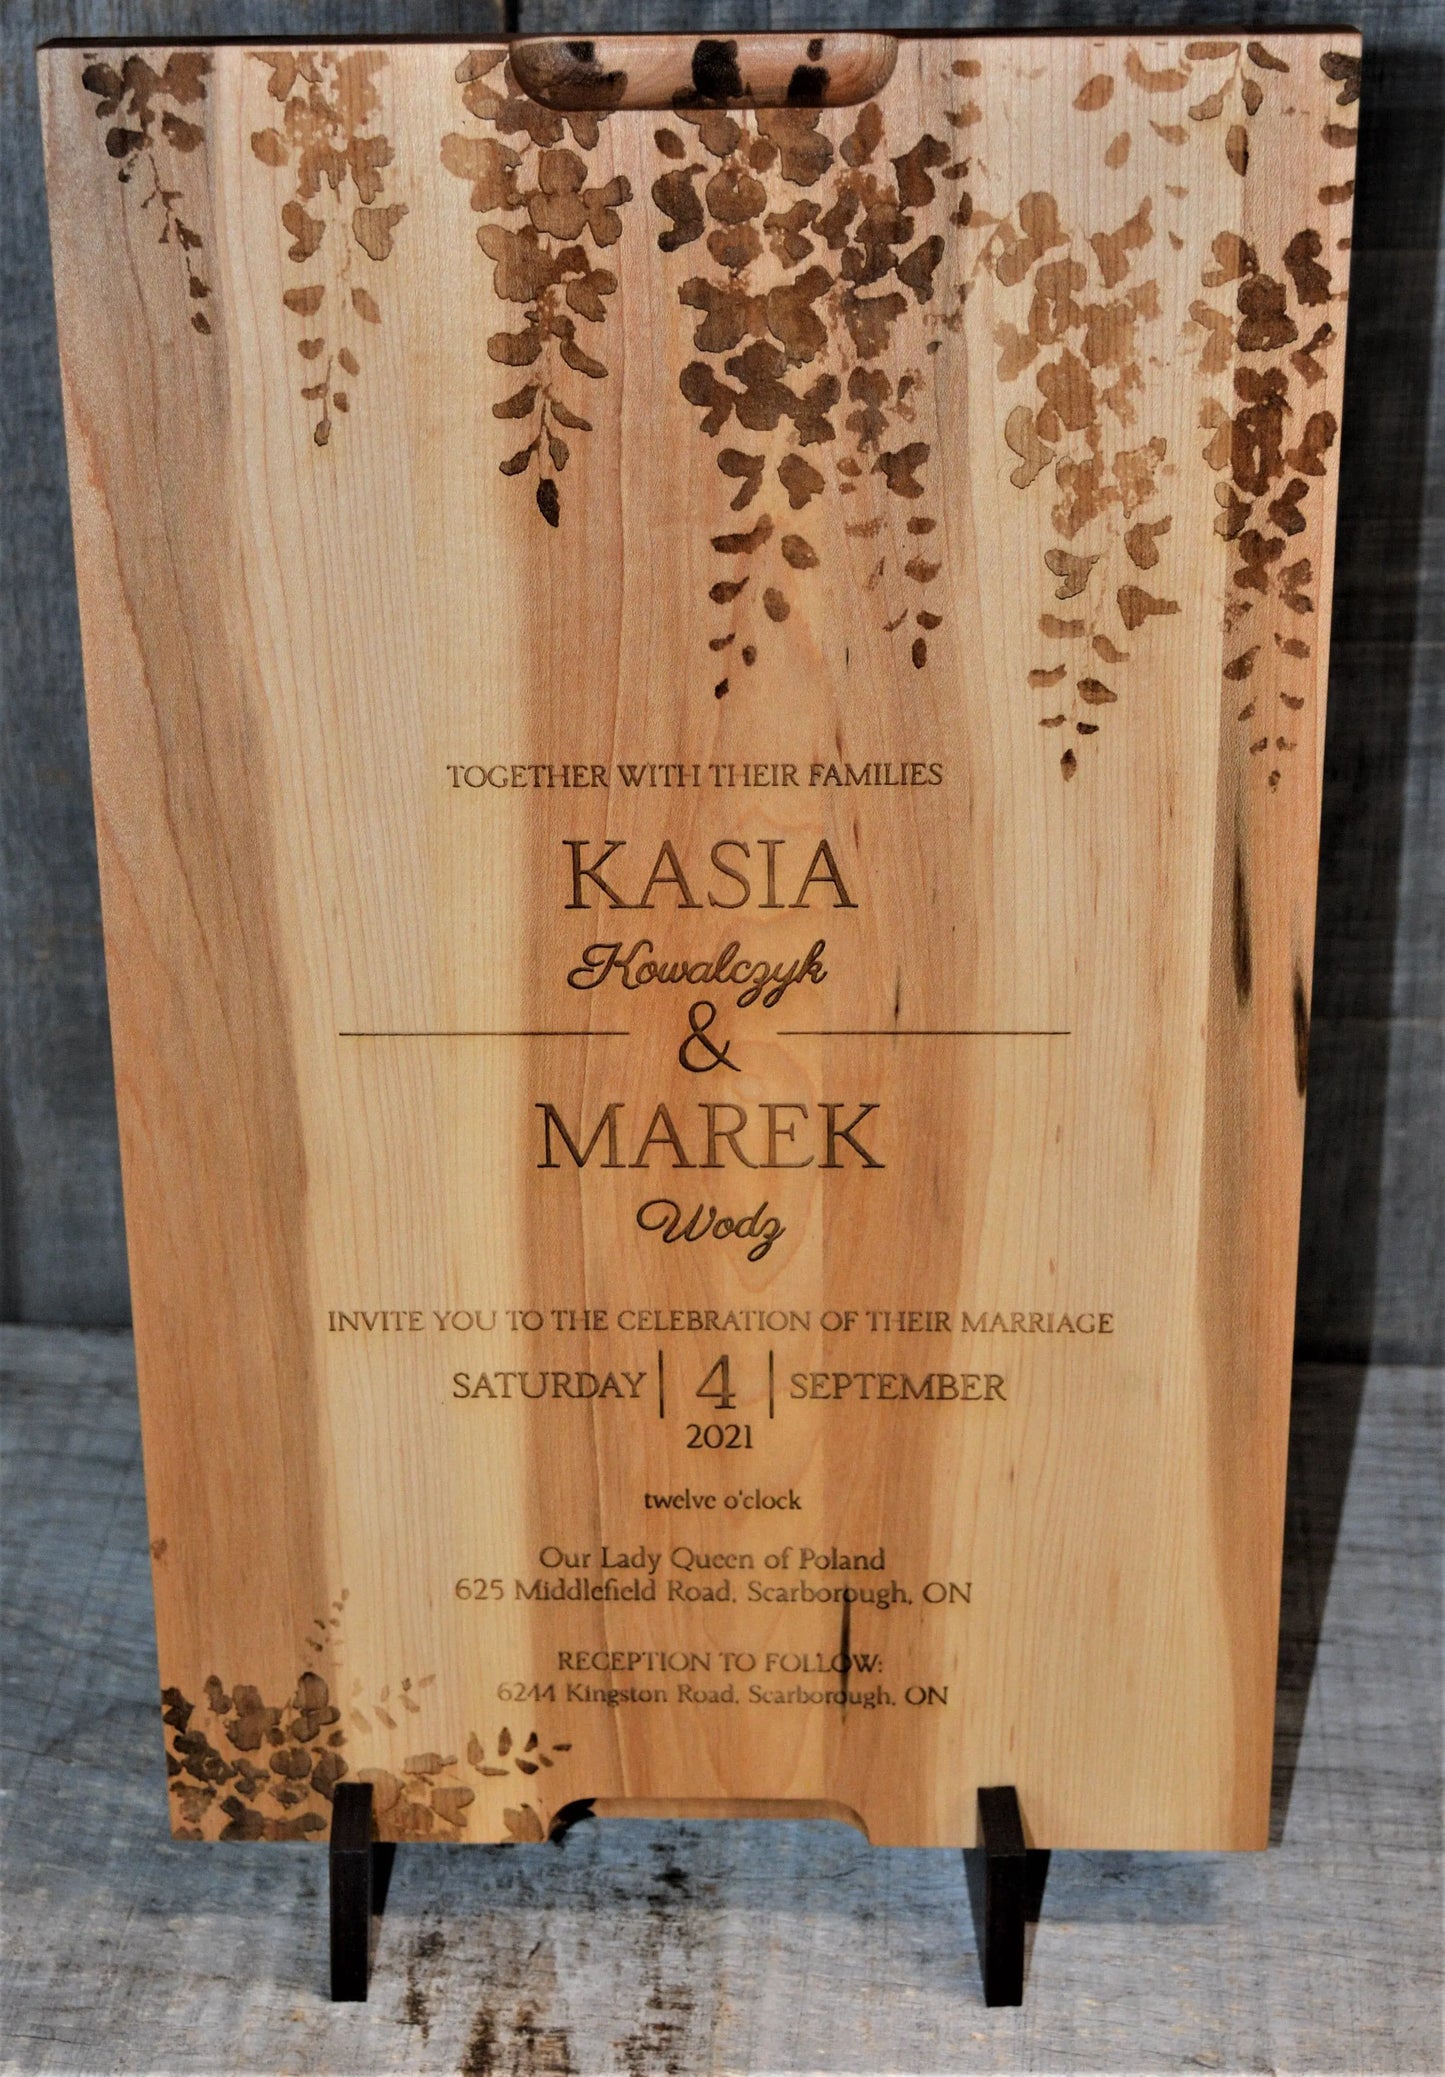 TOGETHER WITH THEIR FAMILIES
KASIA
Kowalczyk
&
MAREK
Wodz
INVITE YOU TO THE CELEBRATION OF THEIR MARRIAGE
SATURDAY | 4 | SEPTEMBER
2021
twelve o'clock
Our Lady Queen of Poland
625 Middlefield Road, Scarborough, ON
RECEPTION TO FOLLOW:
6244 Kingston Road, Scarborough, ON